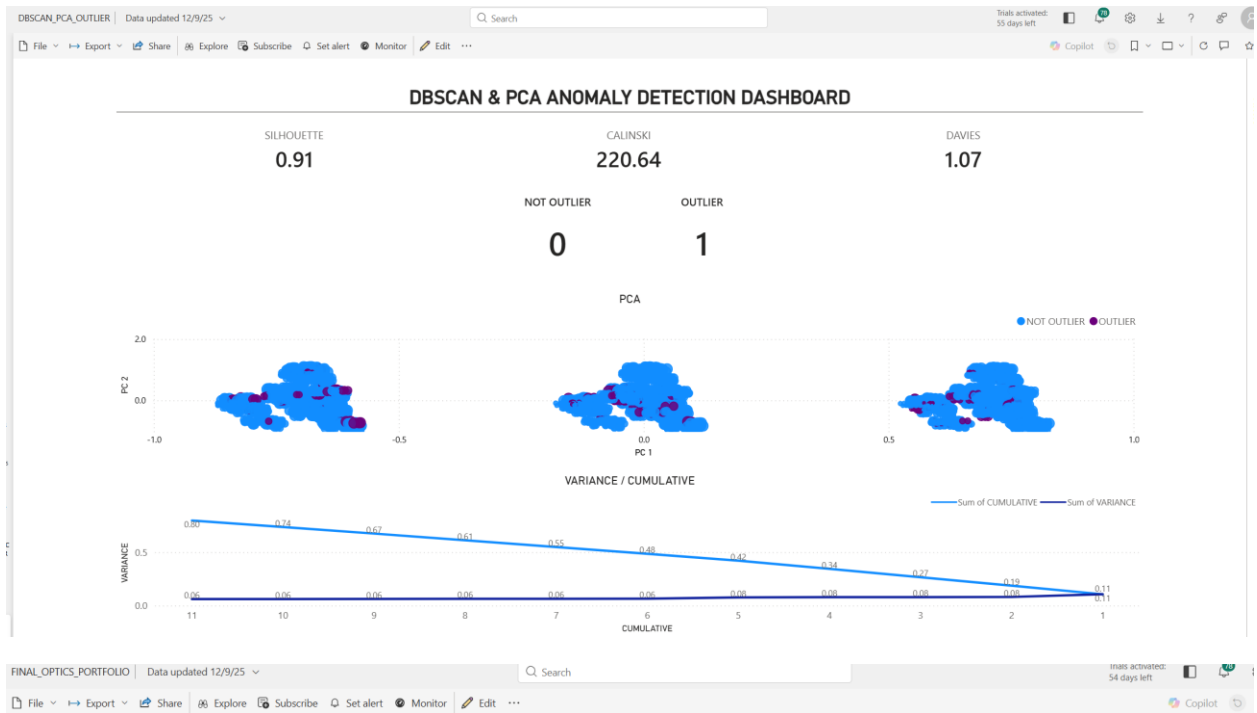 DBSCAN_PCA_OUTLIER | Data updated 12/9/25
Search
Trials activated:
55 days left
78
File Export Share Explore Subscribe Set alert Monitor Edit ...
Copilot
DBSCAN & PCA ANOMALY DETECTION DASHBOARD
SILHOUETTE CALINSKI DAVIES
0.91 220.64 1.07
NOT OUTLIER OUTLIER
0 1
PCA
NOT OUTLIER OUTLIER
2.0
PC 2
0.0
-1.0 -0.5 0.0 0.5 1.0
PC 1
VARIANCE / CUMULATIVE
Sum of CUMULATIVE Sum of VARIANCE
VARIANCE
0.80 0.74 0.67 0.61 0.55 0.48 0.42 0.34 0.27 0.19 0.11
0.5
0.06 0.06 0.06 0.06 0.06 0.06 0.08 0.08 0.08 0.08 0.11
0.0
11 10 9 8 7 6 5 4 3 2 1
CUMULATIVE
FINAL_OPTICS_PORTFOLIO | Data updated 12/9/25
Search
Trials activated:
54 days left
78
File Export Share Explore Subscribe Set alert Monitor Edit ...
Copilot